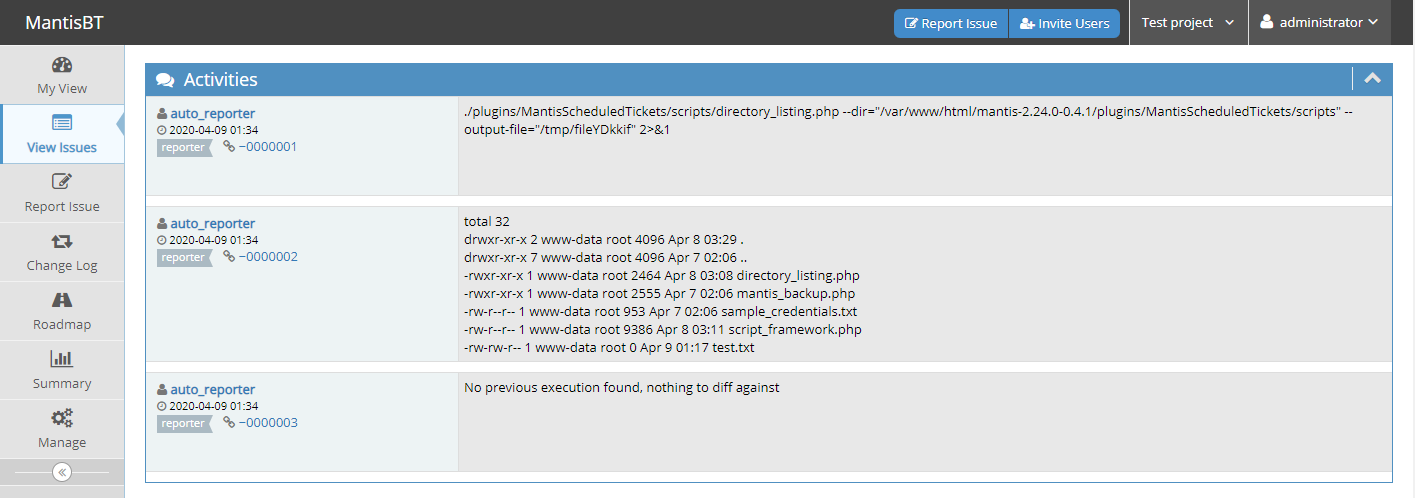 MantisBT
Report Issue
Invite Users
Test project
administrator
My View
View Issues
Report Issue
Change Log
Roadmap
Summary
Manage
Activities
auto_reporter
2020-04-09 01:34
reporter ~0000001
./plugins/MantisScheduledTickets/scripts/directory_listing.php --dir="/var/www/html/mantis-2.24.0-0.4.1/plugins/MantisScheduledTickets/scripts" --
output-file="/tmp/fileYDkkif" 2>&1
auto_reporter
2020-04-09 01:34
reporter ~0000002
total 32
drwxr-xr-x 2 www-data root 4096 Apr 8 03:29 .
drwxr-xr-x 7 www-data root 4096 Apr 7 02:06 ..
-rwxr-xr-x 1 www-data root 2464 Apr 8 03:08 directory_listing.php
-rwxr-xr-x 1 www-data root 2555 Apr 7 02:06 mantis_backup.php
-rw-r--r-- 1 www-data root 953 Apr 7 02:06 sample_credentials.txt
-rw-r--r-- 1 www-data root 9386 Apr 8 03:11 script_framework.php
-rw-rw-r-- 1 www-data root 0 Apr 9 01:17 test.txt
auto_reporter
2020-04-09 01:34
reporter ~0000003
No previous execution found, nothing to diff against